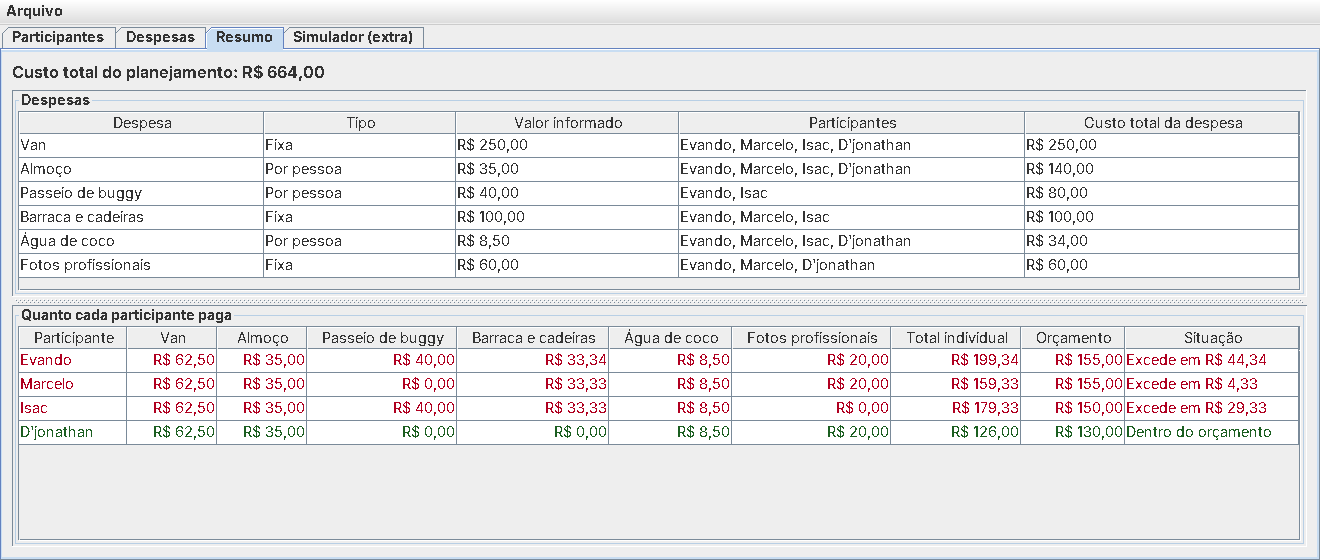 Arquivo
Participantes Despesas Resumo Simulador (extra)
Custo total do planejamento: R$ 664,00
Despesas
Despesa Tipo Valor informado Participantes Custo total da despesa
Van Fixa R$ 250,00 Evando, Marcelo, Isac, D'jonathan R$ 250,00
Almoço Por pessoa R$ 35,00 Evando, Marcelo, Isac, D'jonathan R$ 140,00
Passeio de buggy Por pessoa R$ 40,00 Evando, Isac R$ 80,00
Barraca e cadeiras Fixa R$ 100,00 Evando, Marcelo, Isac R$ 100,00
Água de coco Por pessoa R$ 8,50 Evando, Marcelo, Isac, D'jonathan R$ 34,00
Fotos profissionais Fixa R$ 60,00 Evando, Marcelo, D'jonathan R$ 60,00
Quanto cada participante paga
Participante Van Almoço Passeio de buggy Barraca e cadeiras Água de coco Fotos profissionais Total individual Orçamento Situação
Evando R$ 62,50 R$ 35,00 R$ 40,00 R$ 33,34 R$ 8,50 R$ 20,00 R$ 199,34 R$ 155,00 Excede em R$ 44,34
Marcelo R$ 62,50 R$ 35,00 R$ 0,00 R$ 33,33 R$ 8,50 R$ 20,00 R$ 159,33 R$ 155,00 Excede em R$ 4,33
Isac R$ 62,50 R$ 35,00 R$ 40,00 R$ 33,33 R$ 8,50 R$ 0,00 R$ 179,33 R$ 150,00 Excede em R$ 29,33
D'jonathan R$ 62,50 R$ 35,00 R$ 0,00 R$ 0,00 R$ 8,50 R$ 20,00 R$ 126,00 R$ 130,00 Dentro do orçamento